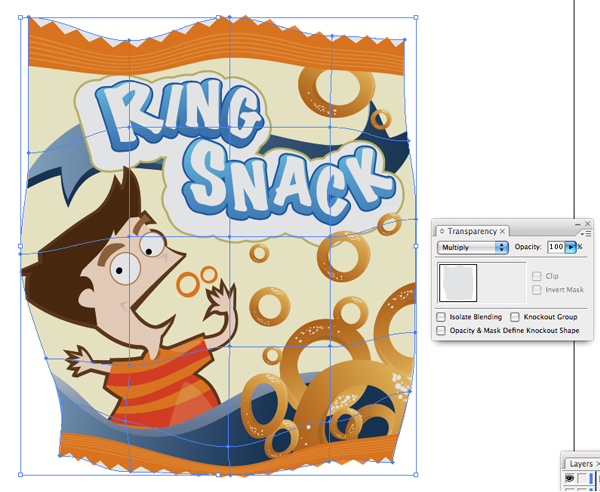 RING
SNACK
Transparency
Multiply
Opacity: 100 %
Clip
Invert Mask
Isolate Blending
Knockout Group
Opacity & Mask Define Knockout Shape
Layers